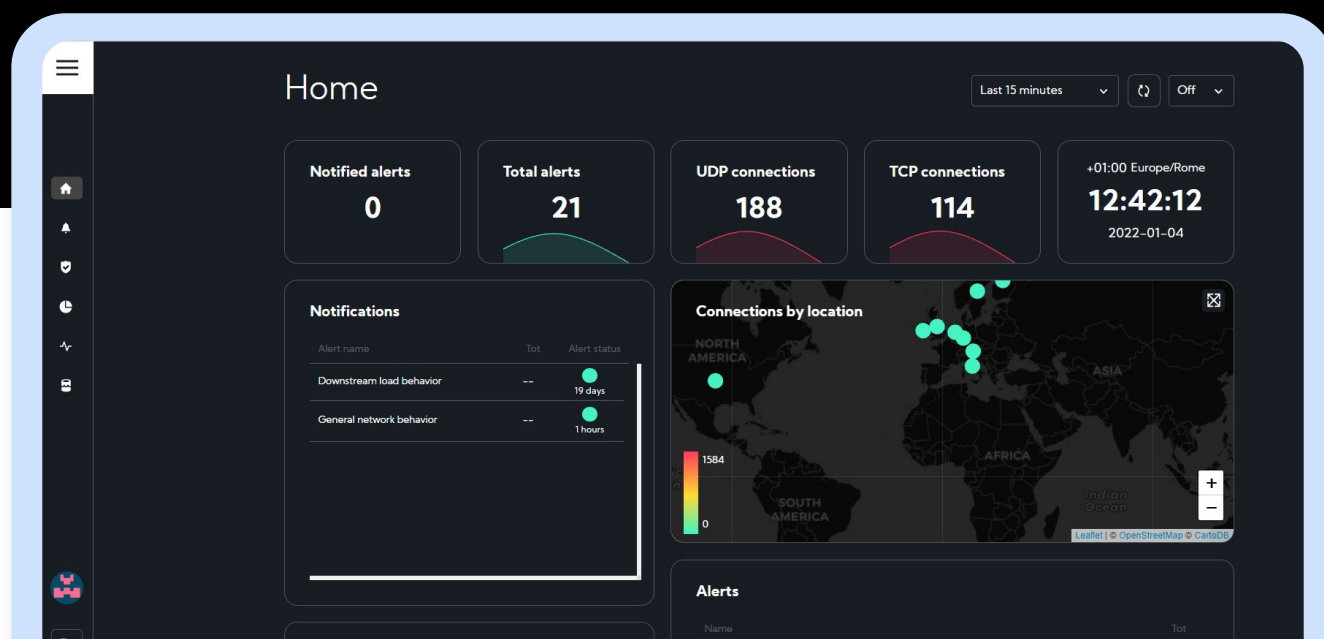 Home
Last 15 minutes
Off
Notified alerts
0
Total alerts
21
UDP connections
188
TCP connections
114
+01:00 Europe/Rome
12:42:12
2022-01-04
Notifications
Alert name Tot Alert status
Downstream load behavior -- 19 days
General network behavior -- 1 hours
Connections by location
NORTH
AMERICA
ASIA
AFRICA
SOUTH
AMERICA
Indian
Ocean
1584
0
+
−
Leaflet | © OpenStreetMap © CartoDB
Alerts
Name Tot